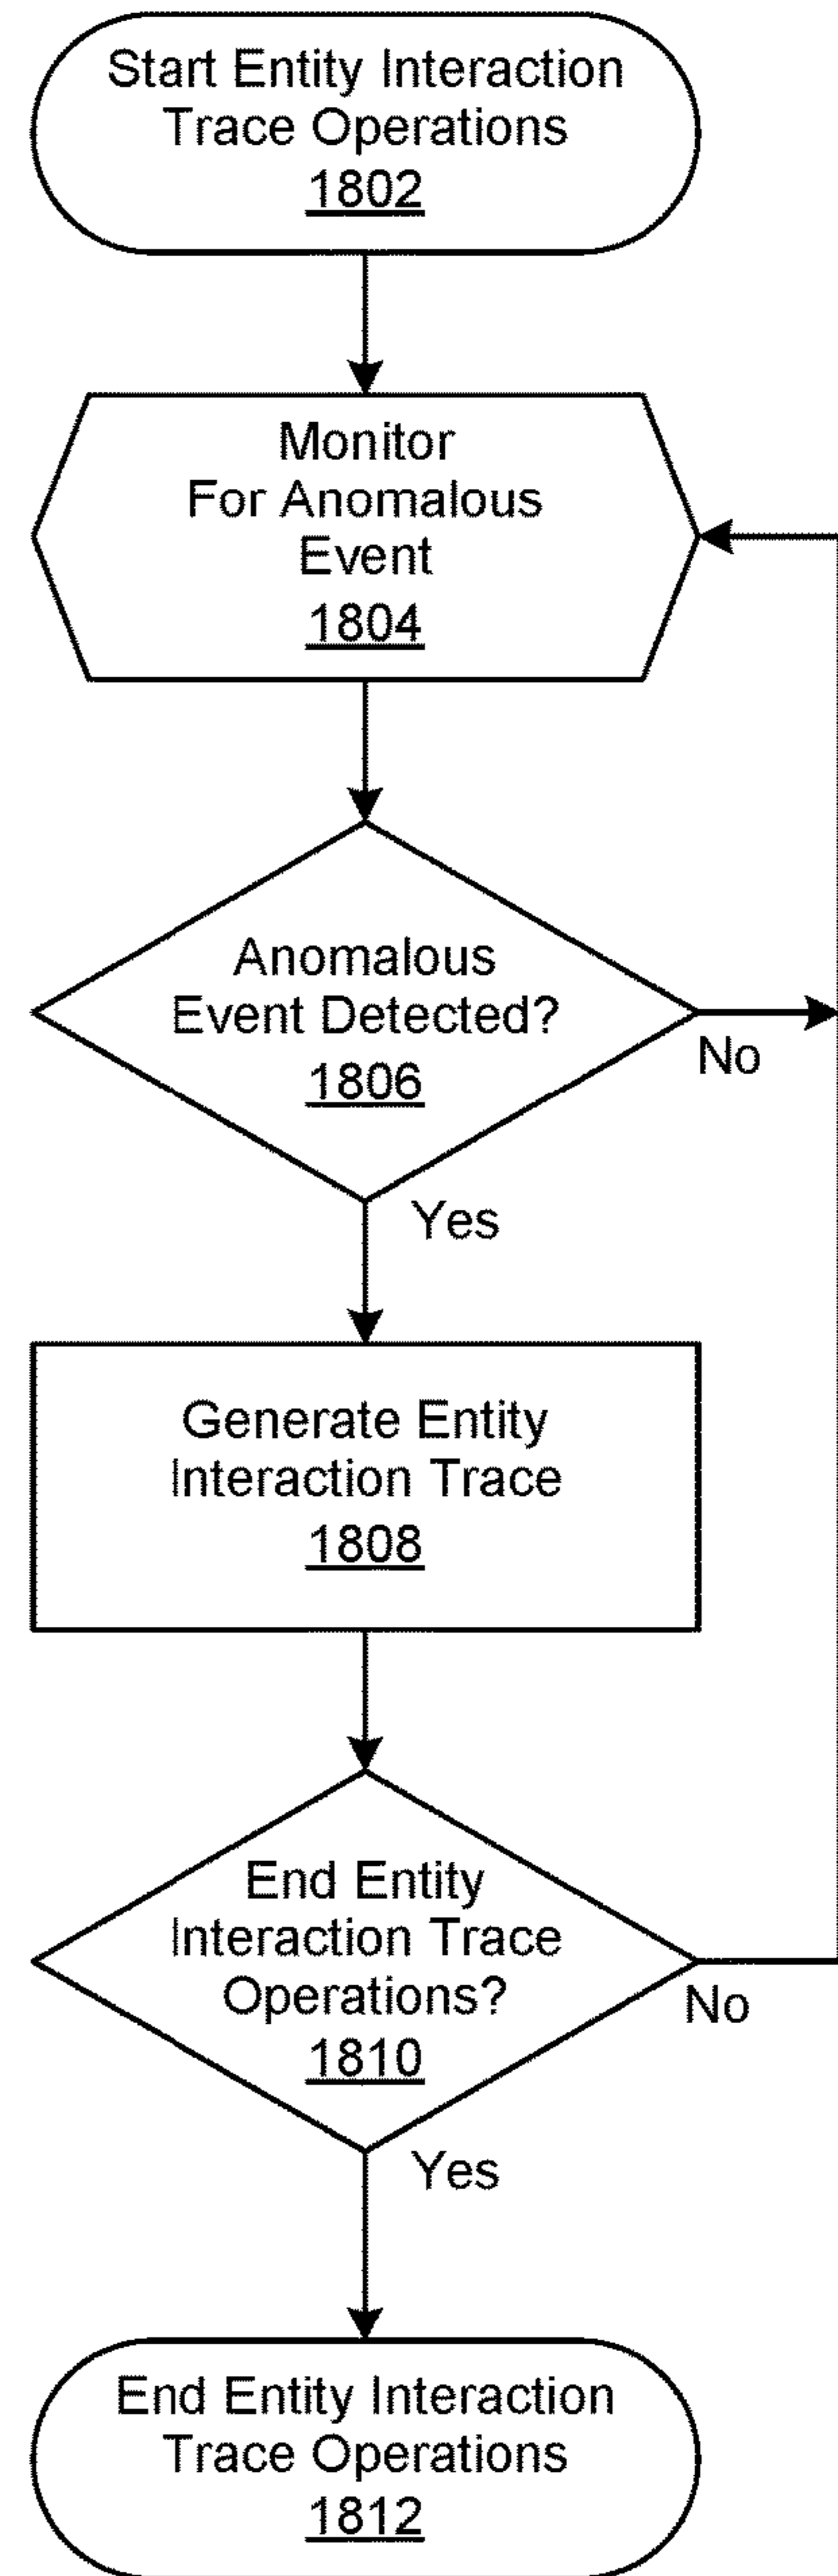 Start Entity Interaction
Trace Operations
1802
Monitor
For Anomalous
Event
1804
Anomalous
Event Detected?
1806
No
Yes
Generate Entity
Interaction Trace
1808
End Entity
Interaction Trace
Operations?
1810
No
Yes
End Entity Interaction
Trace Operations
1812